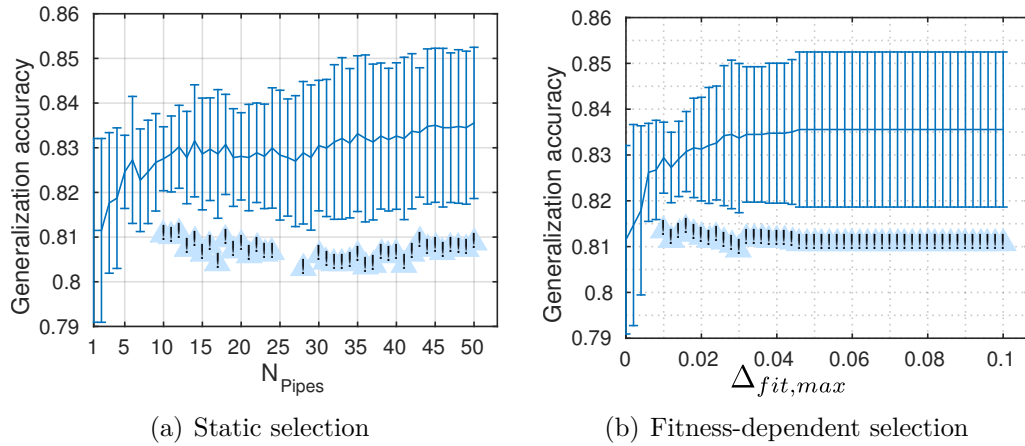 0.86
0.85
0.84
0.83
0.82
0.81
0.8
0.79
Generalization accuracy
1 5 10 15 20 25 30 35 40 45 50
N_Pipes
(a) Static selection
0.86
0.85
0.84
0.83
0.82
0.81
0.8
0.79
Generalization accuracy
0 0.02 0.04 0.06 0.08 0.1
Δ_fit,max
(b) Fitness-dependent selection